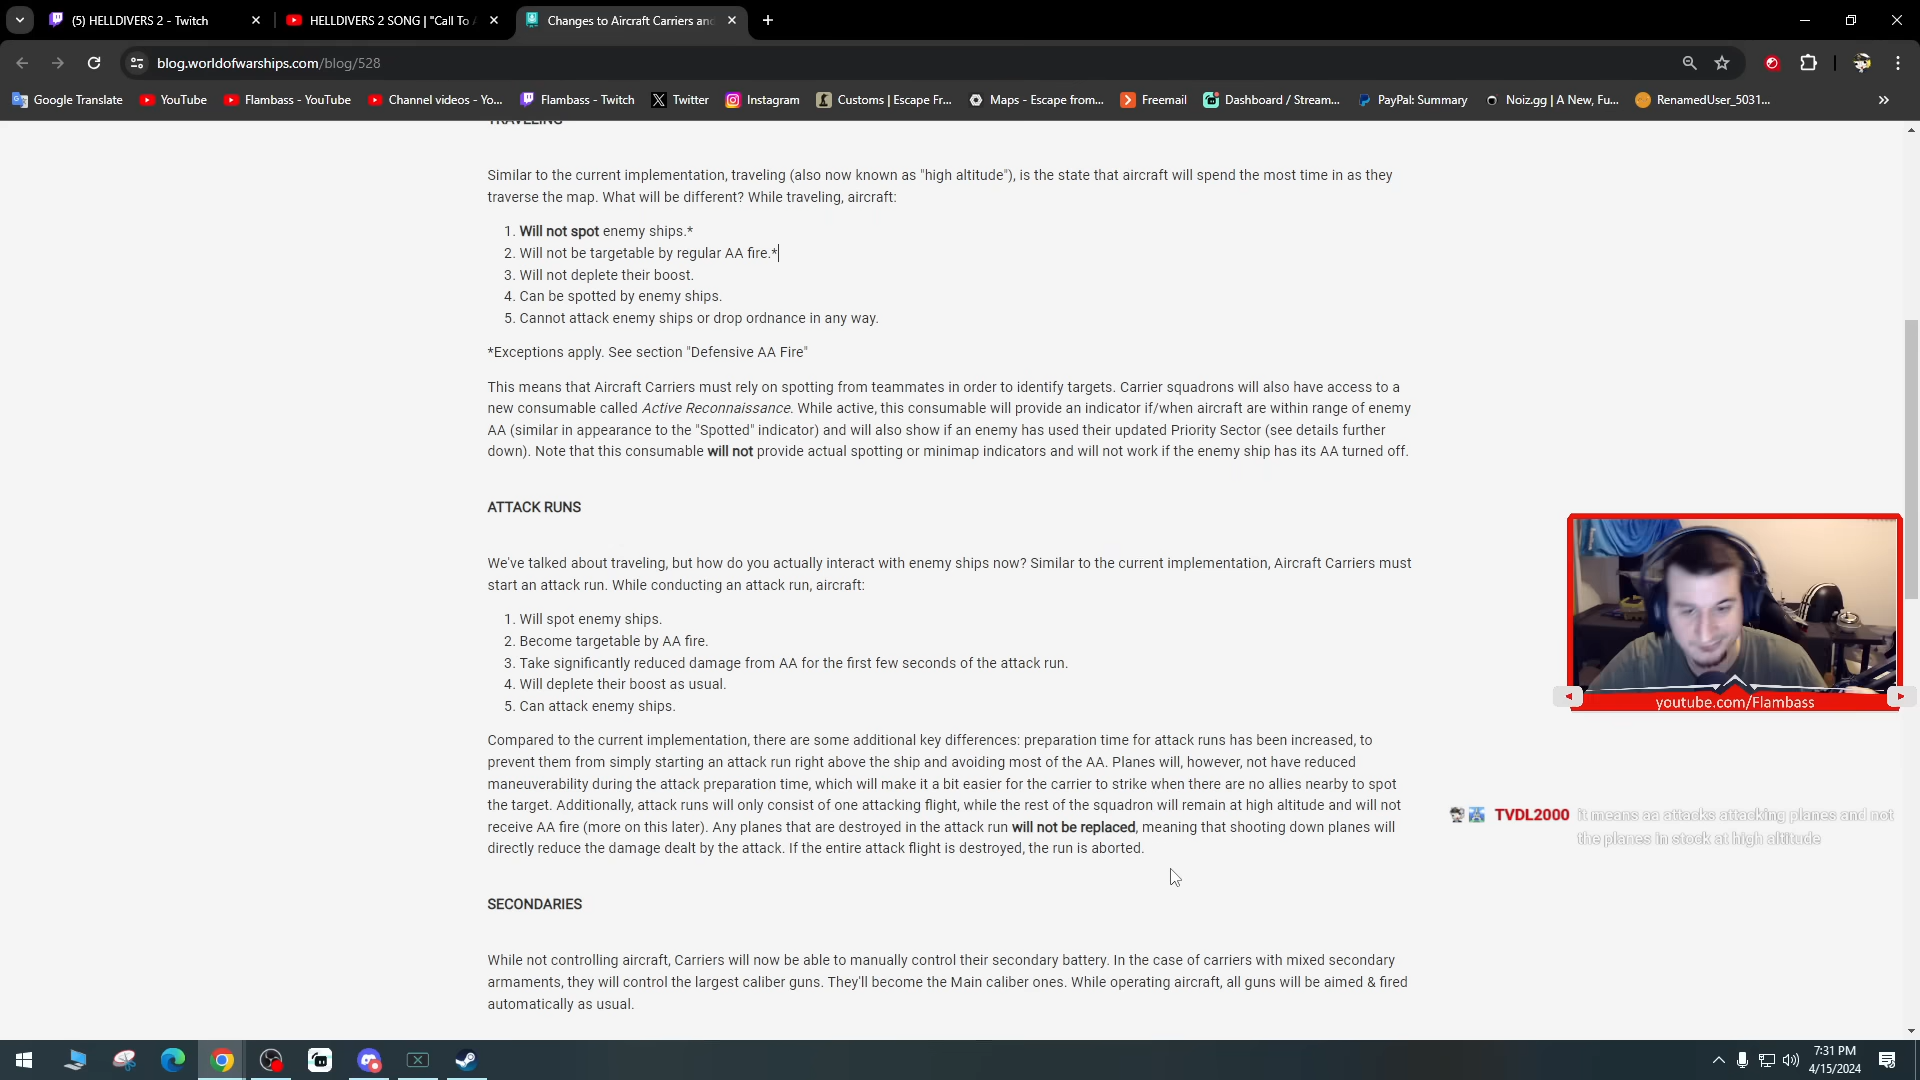 (5) HELLDIVERS 2 - Twitch
HELLDIVERS 2 SONG | "Call To
Changes to Aircraft Carriers an
blog.worldofwarships.com/blog/528
Google Translate
YouTube
Flambass - YouTube
Channel videos - Yo...
Flambass - Twitch
Twitter
Instagram
Customs | Escape Fr...
Maps - Escape from...
Freemail
Dashboard / Stream...
PayPal: Summary
Noiz.gg | A New, Fu...
RenamedUser_5031...
TRAVELING
Similar to the current implementation, traveling (also now known as "high altitude"), is the state that aircraft will spend the most time in as they
traverse the map. What will be different? While traveling, aircraft:
1. Will not spot enemy ships.*
2. Will not be targetable by regular AA fire.*
3. Will not deplete their boost.
4. Can be spotted by enemy ships.
5. Cannot attack enemy ships or drop ordnance in any way.
*Exceptions apply. See section "Defensive AA Fire"
This means that Aircraft Carriers must rely on spotting from teammates in order to identify targets. Carrier squadrons will also have access to a
new consumable called Active Reconnaissance. While active, this consumable will provide an indicator if/when aircraft are within range of enemy
AA (similar in appearance to the "Spotted" indicator) and will also show if an enemy has used their updated Priority Sector (see details further
down). Note that this consumable will not provide actual spotting or minimap indicators and will not work if the enemy ship has its AA turned off.
ATTACK RUNS
We've talked about traveling, but how do you actually interact with enemy ships now? Similar to the current implementation, Aircraft Carriers must
start an attack run. While conducting an attack run, aircraft:
1. Will spot enemy ships.
2. Become targetable by AA fire.
3. Take significantly reduced damage from AA for the first few seconds of the attack run.
4. Will deplete their boost as usual.
5. Can attack enemy ships.
Compared to the current implementation, there are some additional key differences: preparation time for attack runs has been increased, to
prevent them from simply starting an attack run right above the ship and avoiding most of the AA. Planes will, however, not have reduced
maneuverability during the attack preparation time, which will make it a bit easier for the carrier to strike when there are no allies nearby to spot
the target. Additionally, attack runs will only consist of one attacking flight, while the rest of the squadron will remain at high altitude and will not
receive AA fire (more on this later). Any planes that are destroyed in the attack run will not be replaced, meaning that shooting down planes will
directly reduce the damage dealt by the attack. If the entire attack flight is destroyed, the run is aborted.
SECONDARIES
While not controlling aircraft, Carriers will now be able to manually control their secondary battery. In the case of carriers with mixed secondary
armaments, they will control the largest caliber guns. They'll become the Main caliber ones. While operating aircraft, all guns will be aimed & fired
automatically as usual.
youtube.com/Flambass
TVDL2000 it means aa attacks attacking planes and not
the planes in stock at high altitude
7:31 PM
4/15/2024